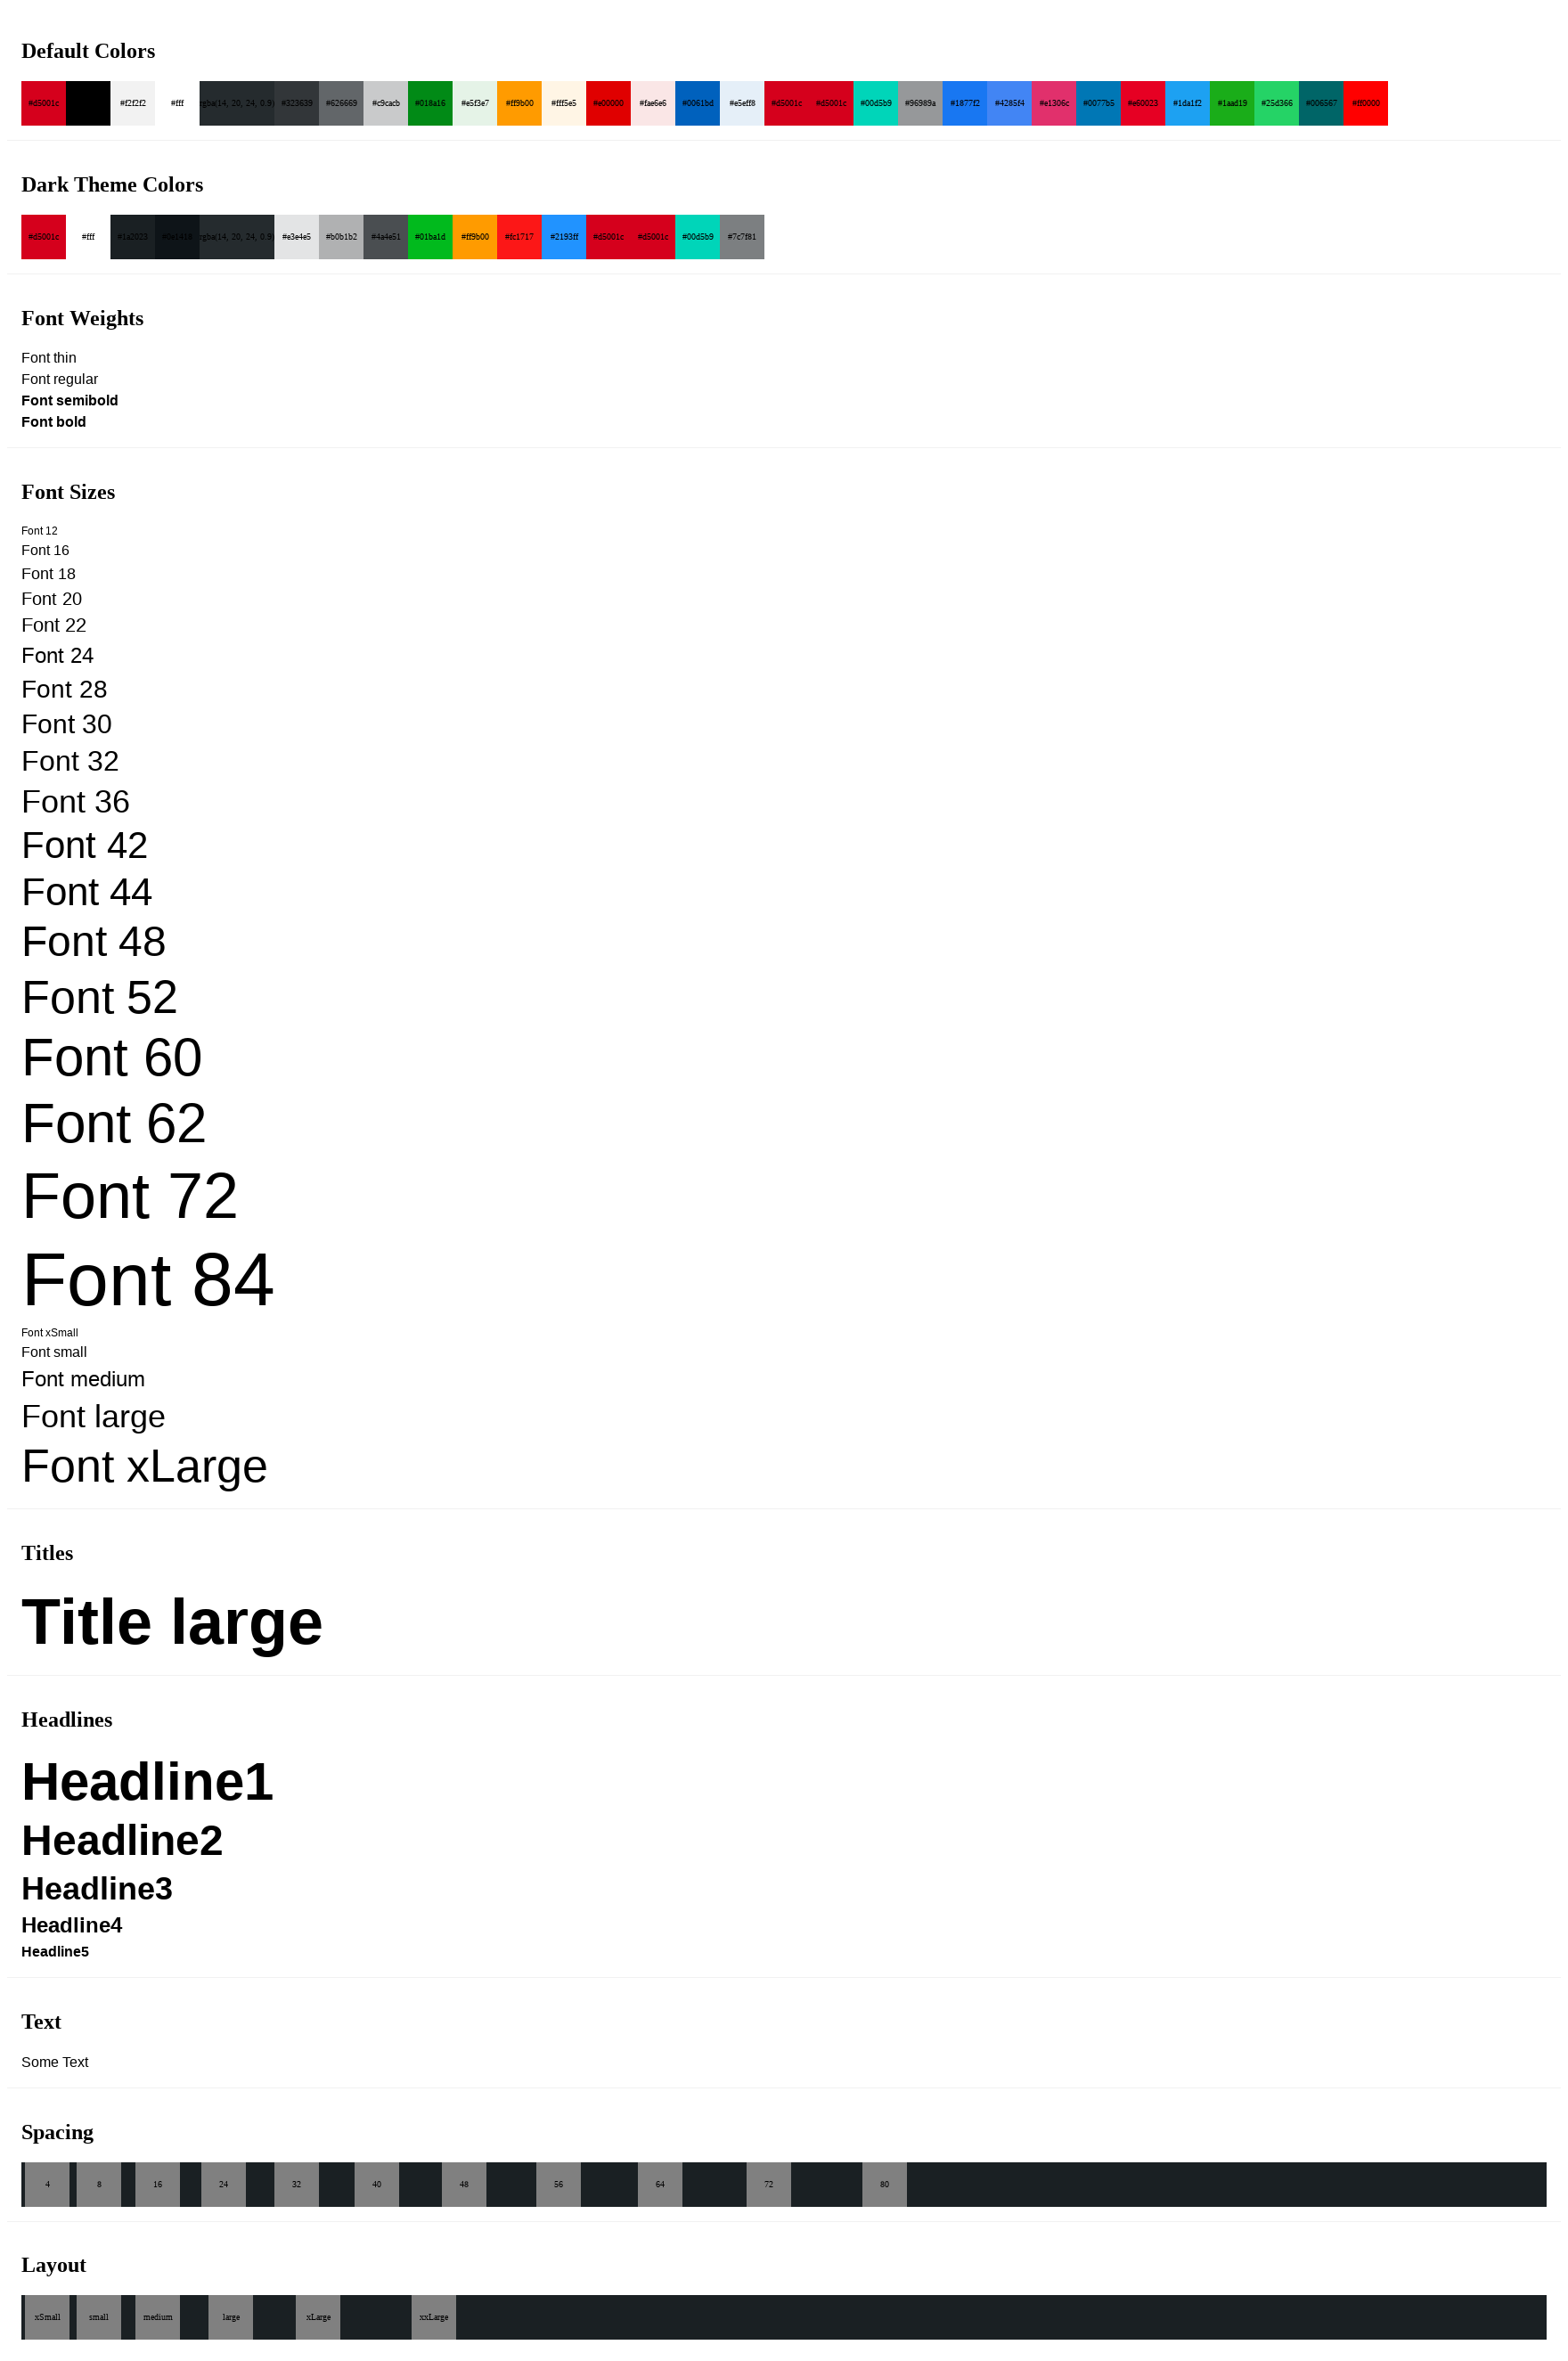 Default Colors
#d5001c #f2f2f2 #fff rgba(14, 20, 24, 0.9) #323639 #626669 #c9cacb #018a16 #e5f3e7 #ff9b00 #fff5e5 #e00000 #fae6e6 #0061bd #e5eff8 #d5001c #d5001c #00d5b9 #96989a #1877f2 #4285f4 #e1306c #0077b5 #e60023 #1da1f2 #1aad19 #25d366 #006567 #ff0000
Dark Theme Colors
#d5001c #fff #1a2023 #0e1418 rgba(14, 20, 24, 0.9) #e3e4e5 #b0b1b2 #4a4e51 #01ba1d #ff9b00 #fc1717 #2193ff #d5001c #d5001c #00d5b9 #7c7f81
Font Weights
Font thin
Font regular
Font semibold
Font bold
Font Sizes
Font 12
Font 16
Font 18
Font 20
Font 22
Font 24
Font 28
Font 30
Font 32
Font 36
Font 42
Font 44
Font 48
Font 52
Font 60
Font 62
Font 72
Font 84
Font xSmall
Font small
Font medium
Font large
Font xLarge
Titles
Title large
Headlines
Headline1
Headline2
Headline3
Headline4
Headline5
Text
Some Text
Spacing
4 8 16 24 32 40 48 56 64 72 80
Layout
xSmall small medium large xLarge xxLarge